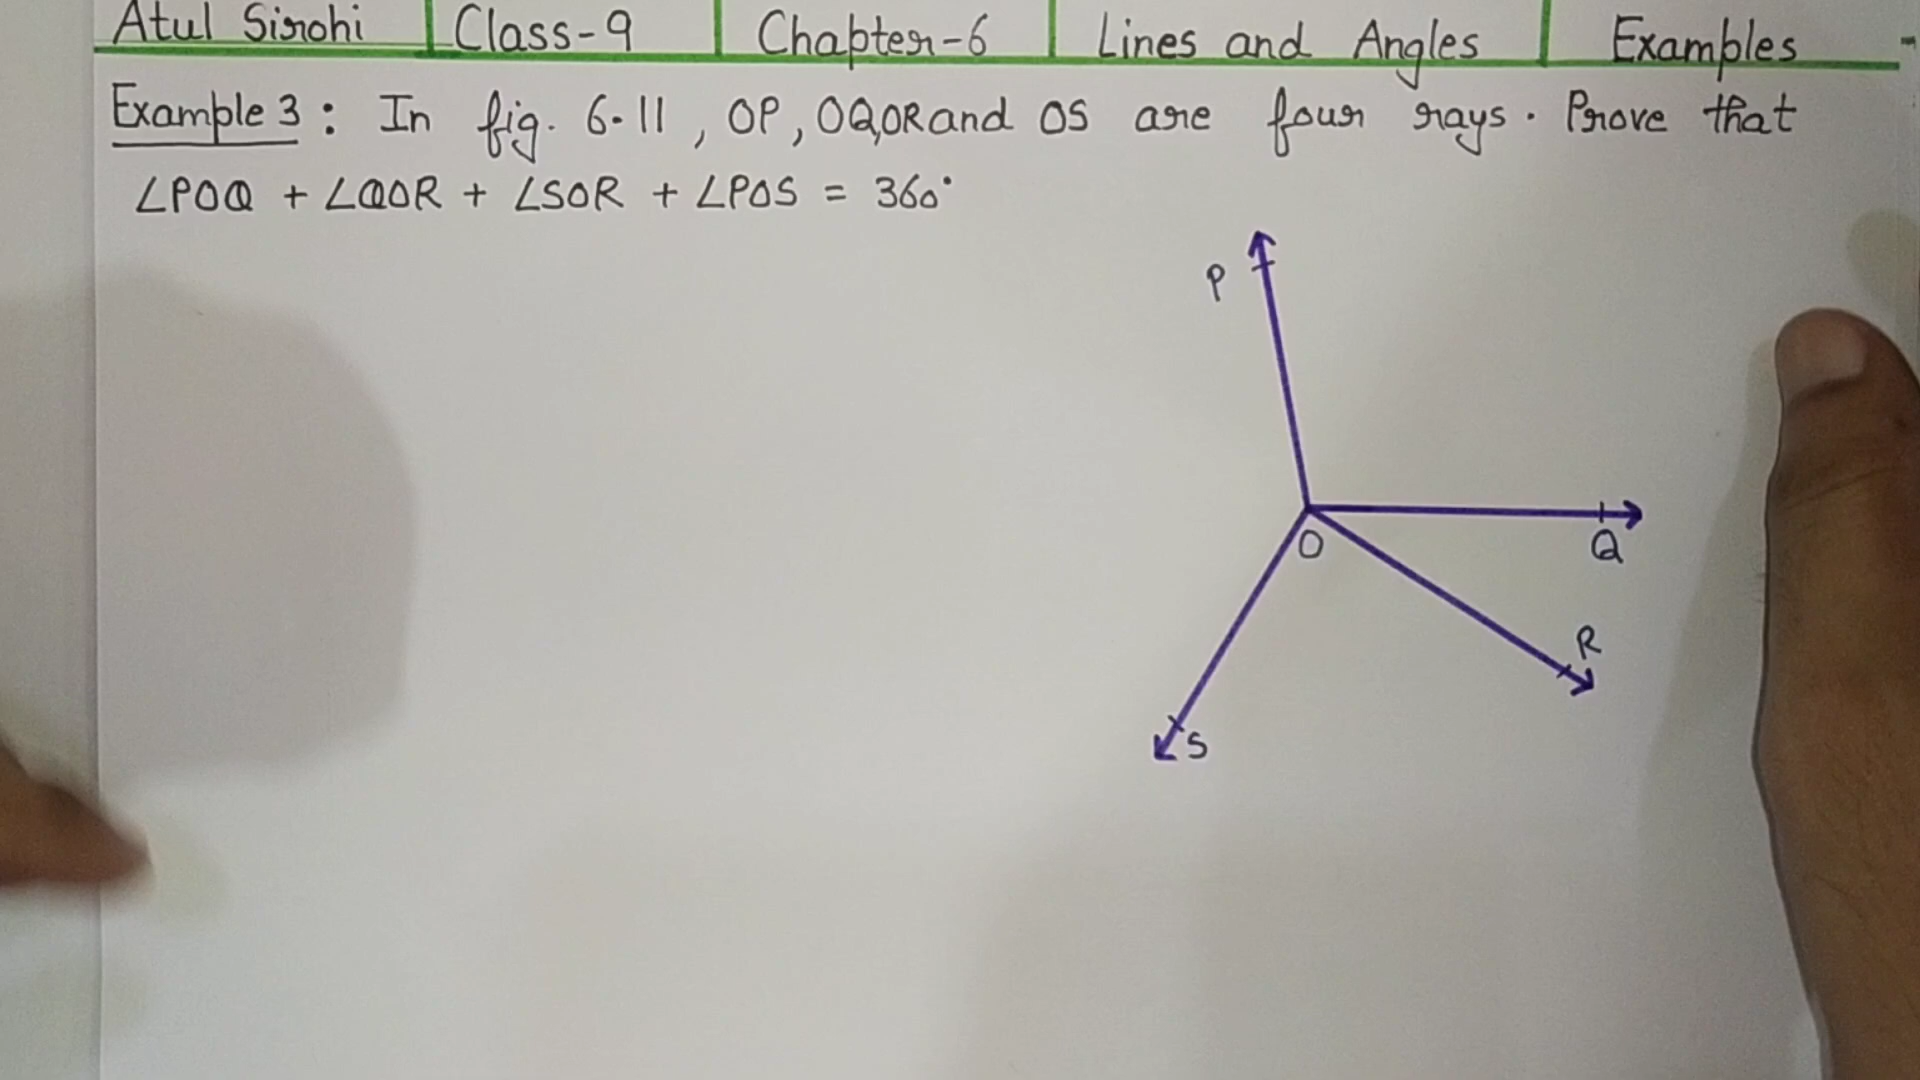 Atul Sirohi Class-9 Chapter-6 Lines and Angles Examples
Example 3 : In fig. 6.11, OP, OQ,OR and OS are four rays. Prove that
∠POQ + ∠QOR + ∠SOR + ∠POS = 360°
P
O
Q
R
S